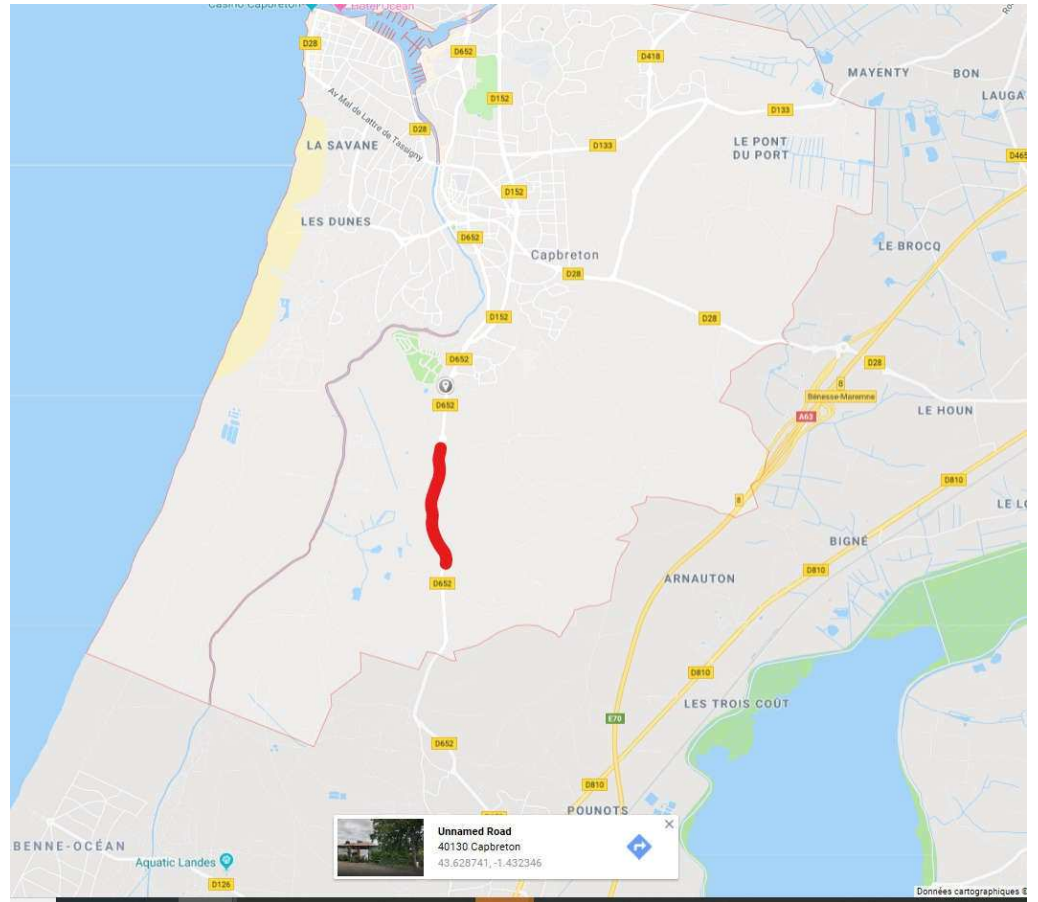 Casino Capbreton
Hôtel Océan
D28
D652
D418
MAYENTY
BON
LAUGA
D152
D133
Av Mal de Lattre de Tassigny
D28
LA SAVANE
D133
LE PONT
DU PORT
D465
D152
LES DUNES
D652
LE BROCQ
Capbreton
D28
D152
D28
D652
D28
8
Bénesse-Maremne
D652
A63
LE HOUN
D810
8
LE LO
BIGNÉ
D810
ARNAUTON
D652
D810
LES TROIS COÛT
E70
D652
D810
POUNOTS
Unnamed Road
40130 Capbreton
43.628741, -1.432346
BENNE-OCÉAN
Aquatic Landes
D126
Données cartographiques ©